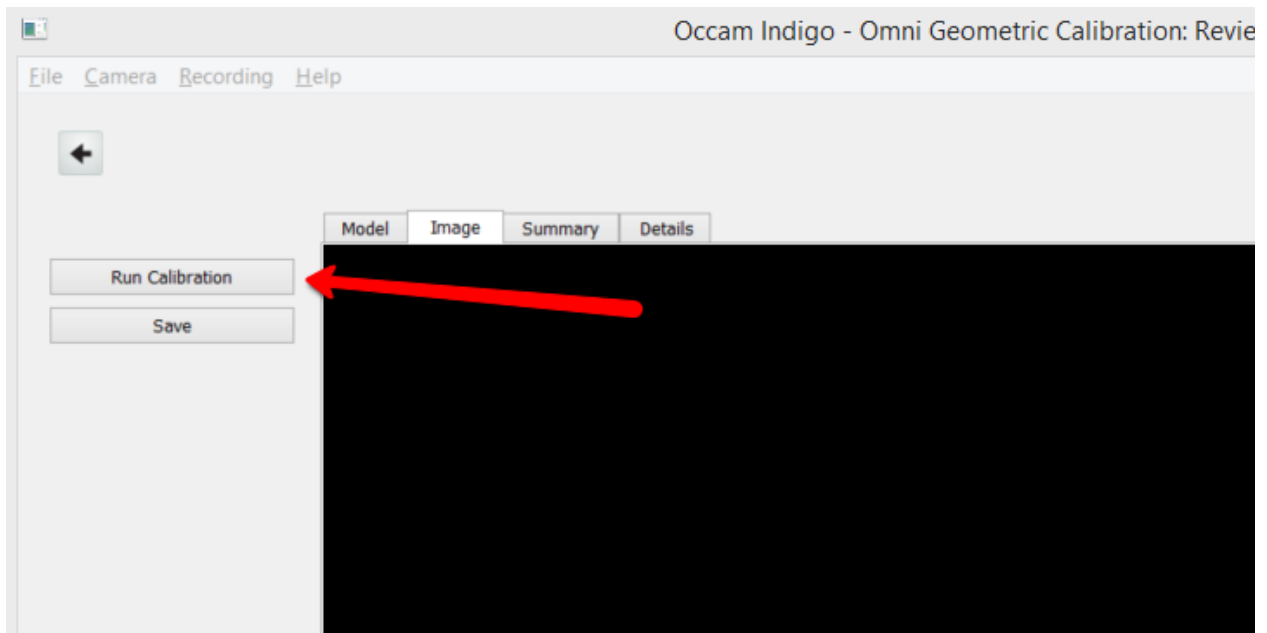 Occam Indigo - Omni Geometric Calibration: Revie
File Camera Recording Help
Model Image Summary Details
Run Calibration
Save